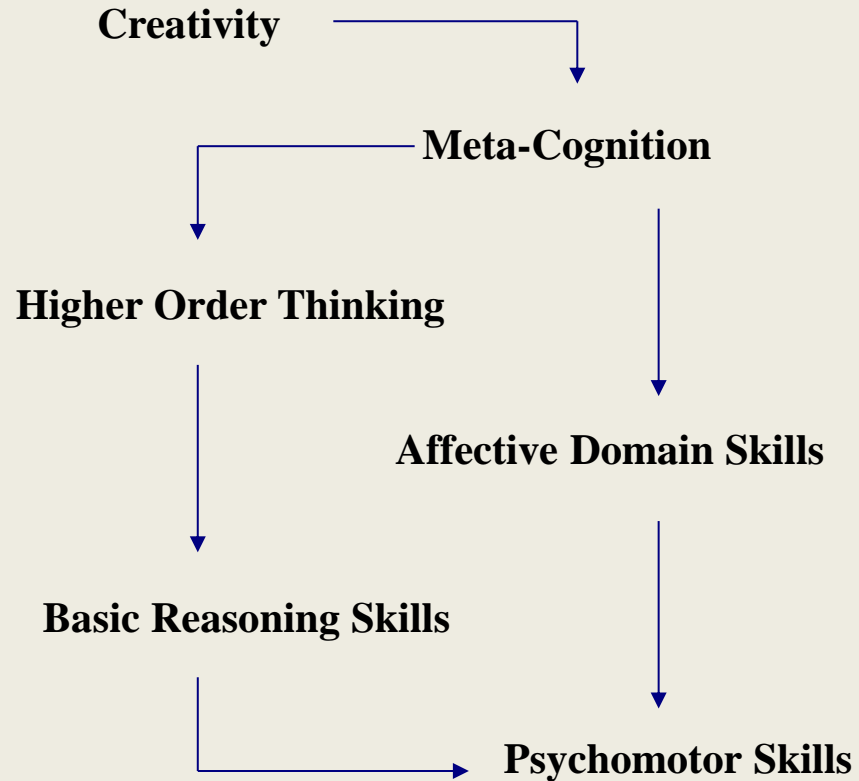 Creativity
Meta-Cognition
Higher Order Thinking
Affective Domain Skills
Basic Reasoning Skills
Psychomotor Skills